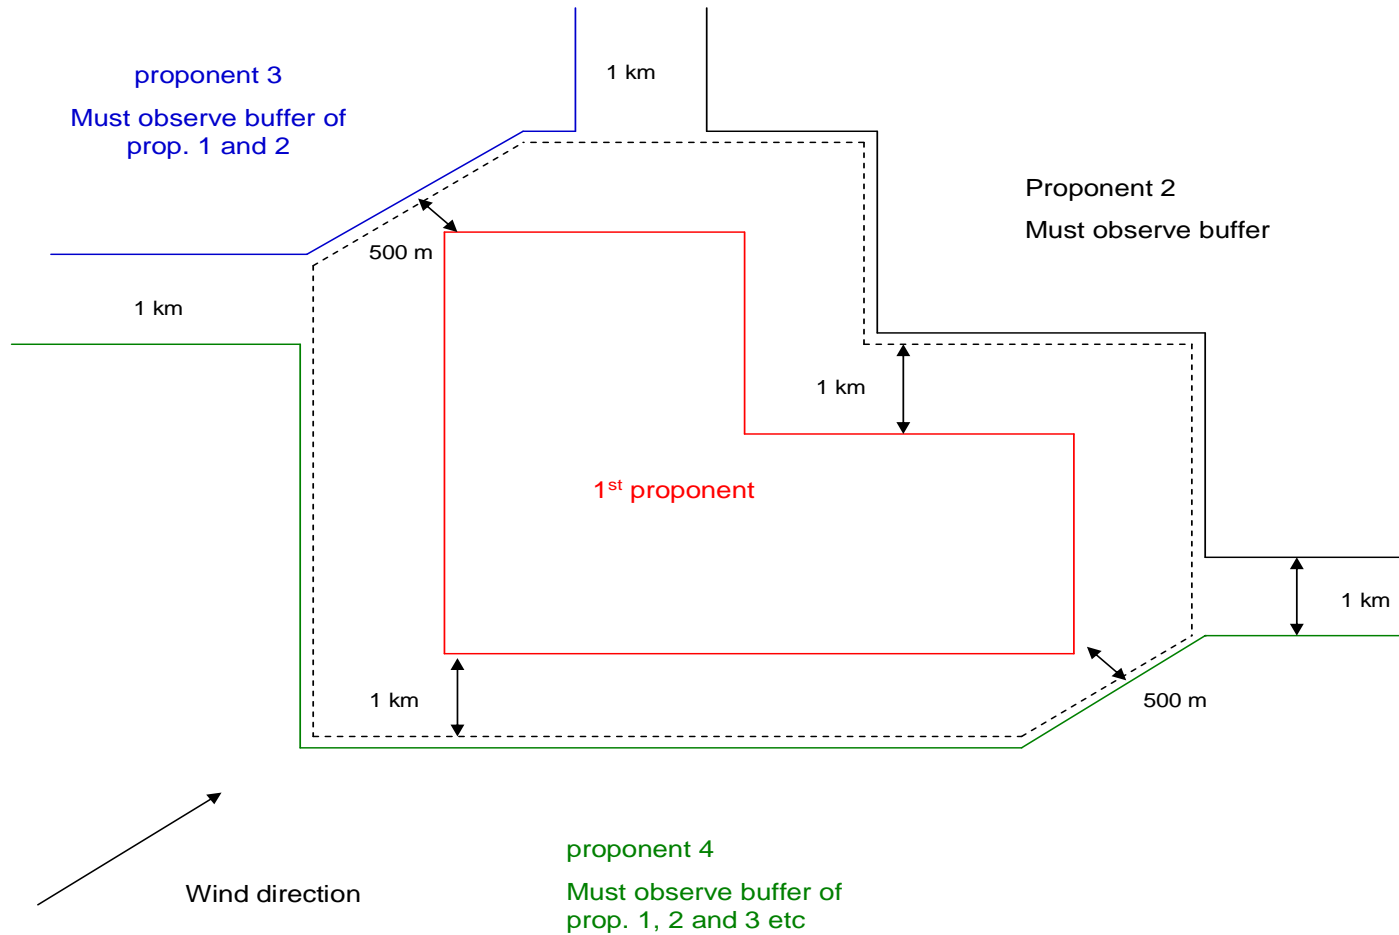 1 km
proponent 3
Must observe buffer of
prop. 1 and 2
Proponent 2
Must observe buffer
500 m
1 km
1 km
1st proponent
1 km
1 km
500 m
proponent 4
Must observe buffer of
prop. 1, 2 and 3 etc
Wind direction